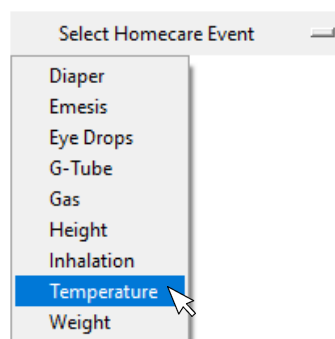 Select Homecare Event
Diaper
Emesis
Eye Drops
G-Tube
Gas
Height
Inhalation
Temperature
Weight